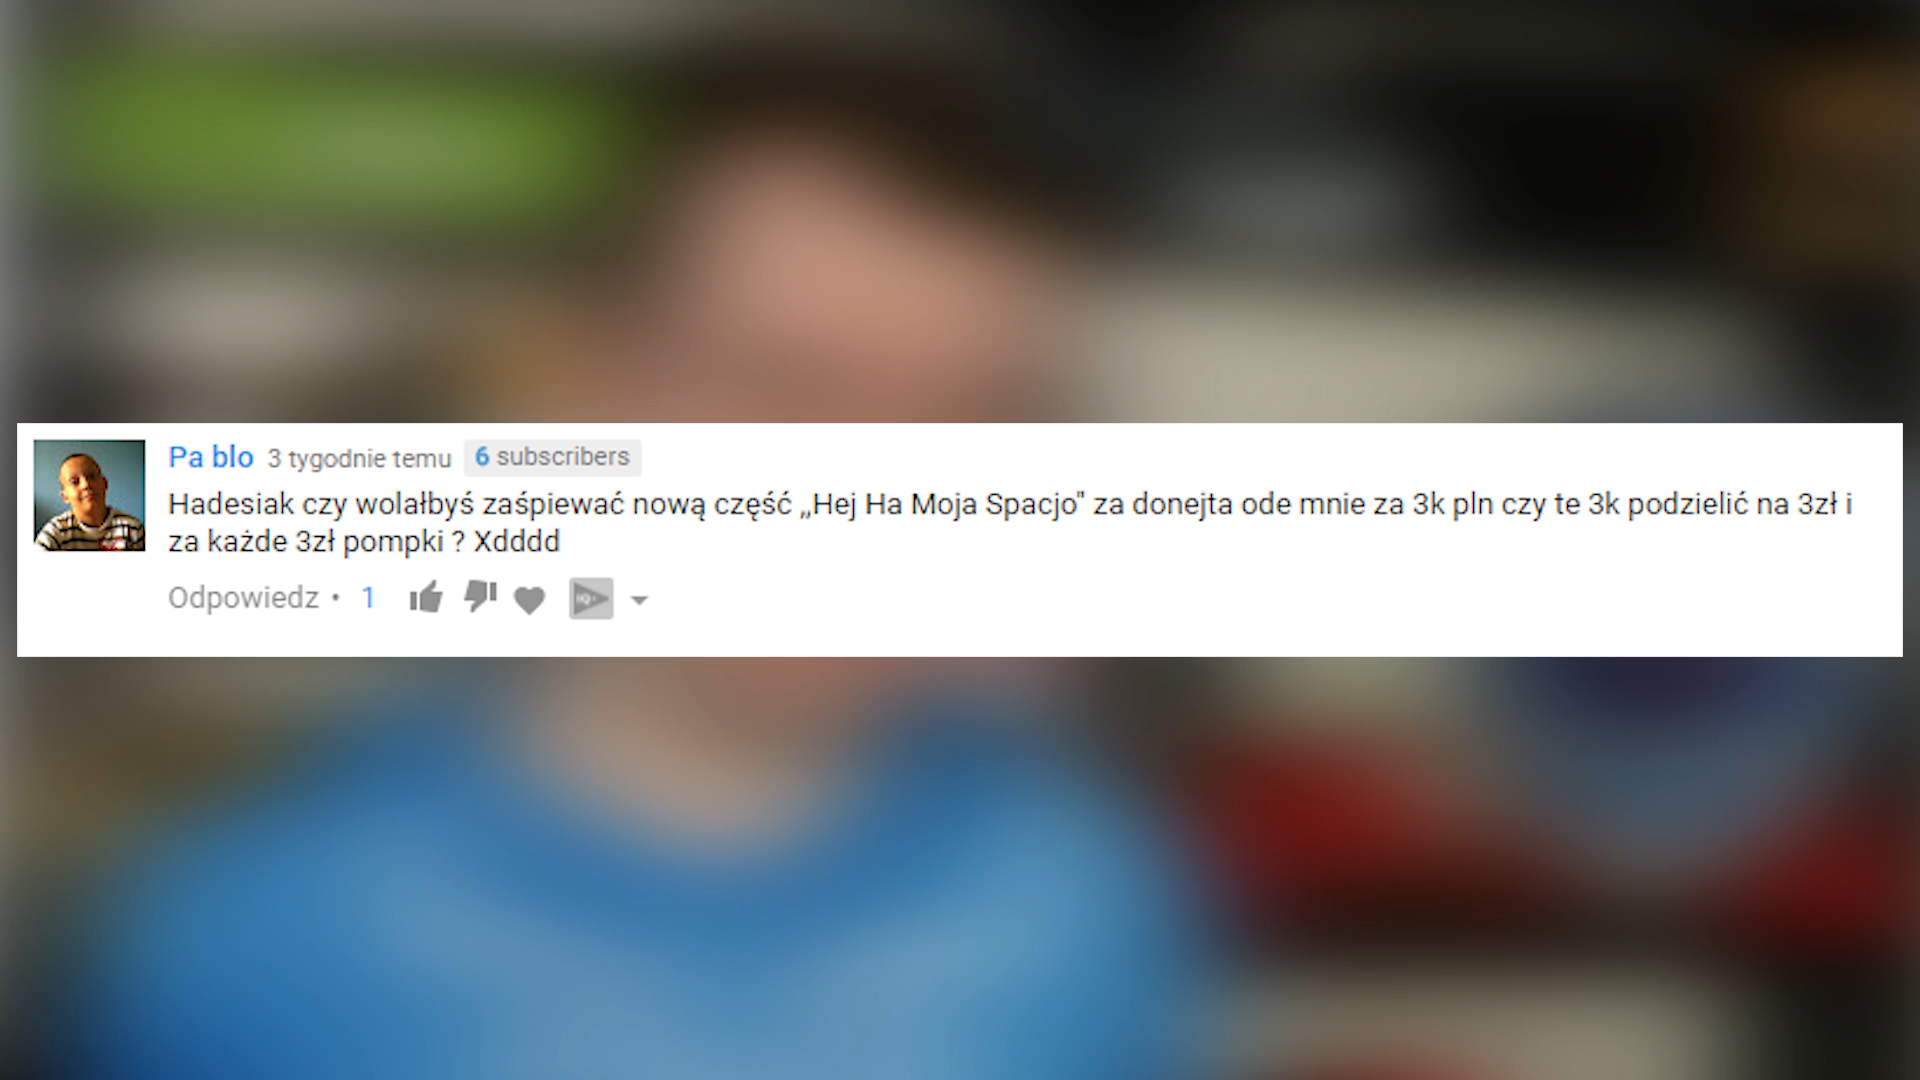 Pa blo 3 tygodnie temu 6 subscribers
Hadesiak czy wolałbyś zaśpiewać nową część „Hej Ha Moja Spacjo" za donejta ode mnie za 3k pln czy te 3k podzielić na 3zł i
za każde 3zł pompki ? Xdddd
Odpowiedz • 1 IQ